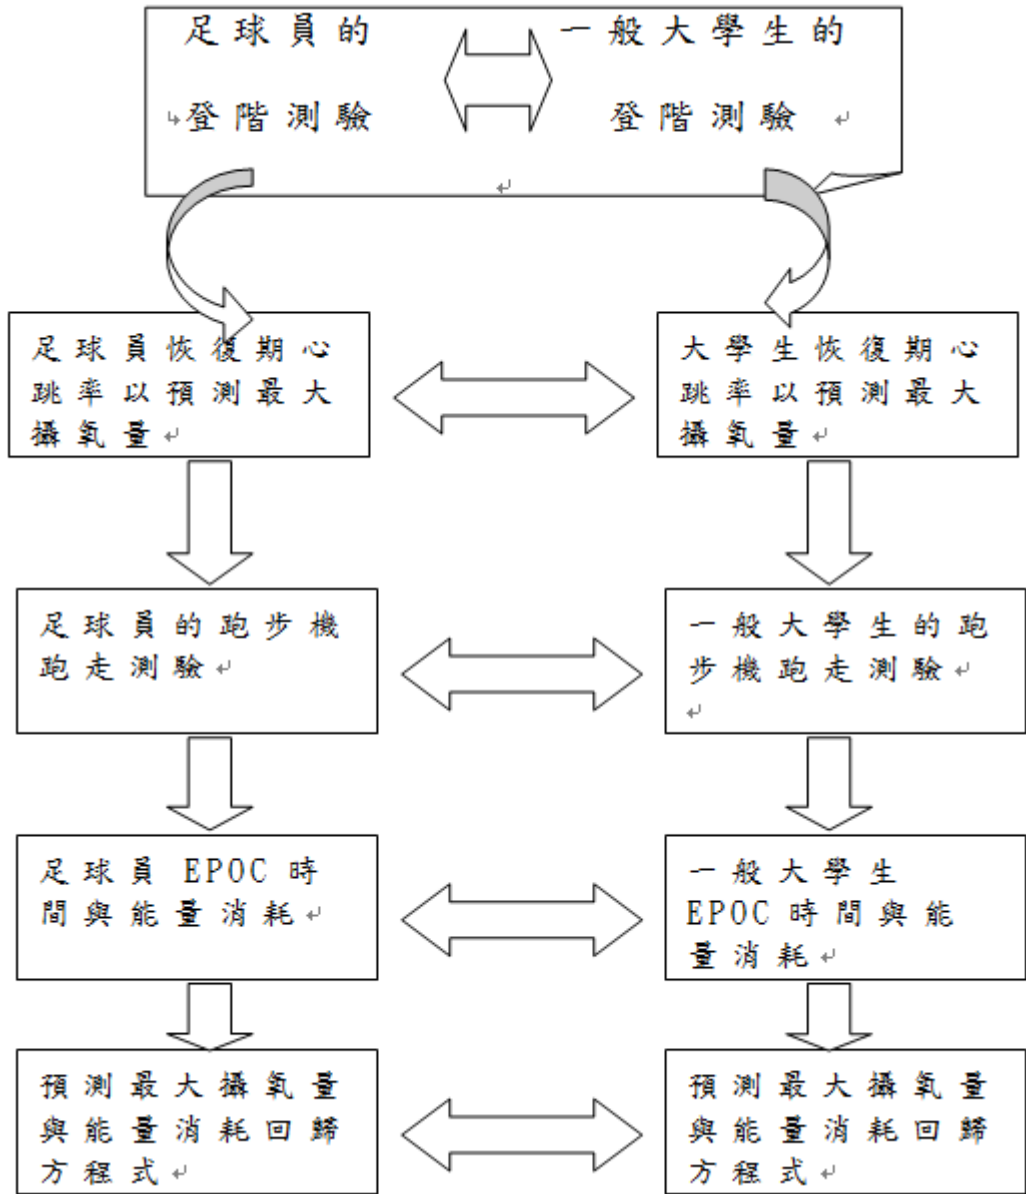 足球員的 一般大學生的
登階測驗 登階測驗
足球員恢復期心
跳率以預測最大
攝氧量
大學生恢復期心
跳率以預測最大
攝氧量
足球員的跑步機
跑走測驗
一般大學生的跑
步機跑走測驗
足球員 EPOC 時
間與能量消耗
一般大學生
EPOC 時間與能
量消耗
預測最大攝氧量
與能量消耗回歸
方程式
預測最大攝氧量
與能量消耗回歸
方程式